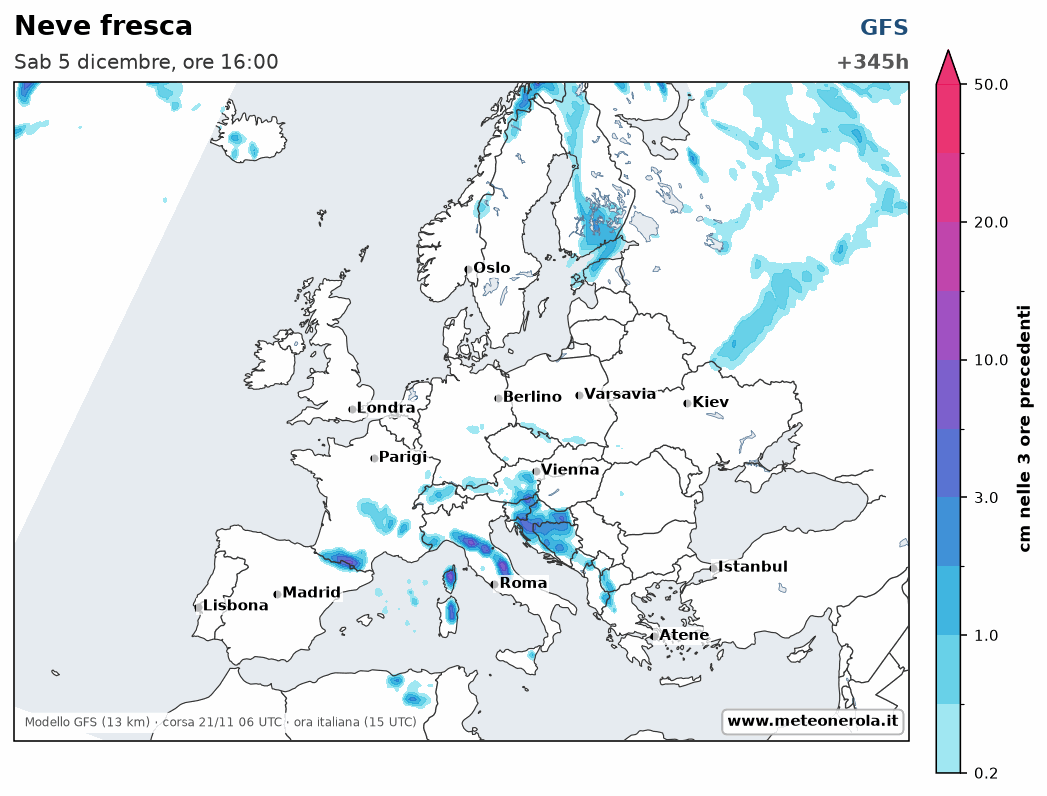 Neve fresca
GFS
Sab 5 dicembre, ore 16:00
+345h
50.0
20.0
10.0
3.0
1.0
0.2
cm nelle 3 ore precedenti
Oslo
Berlino
Varsavia
Kiev
Londra
Parigi
Vienna
Istanbul
Roma
Madrid
Lisbona
Atene
Modello GFS (13 km) · corsa 21/11 06 UTC · ora italiana (15 UTC)
www.meteonerola.it